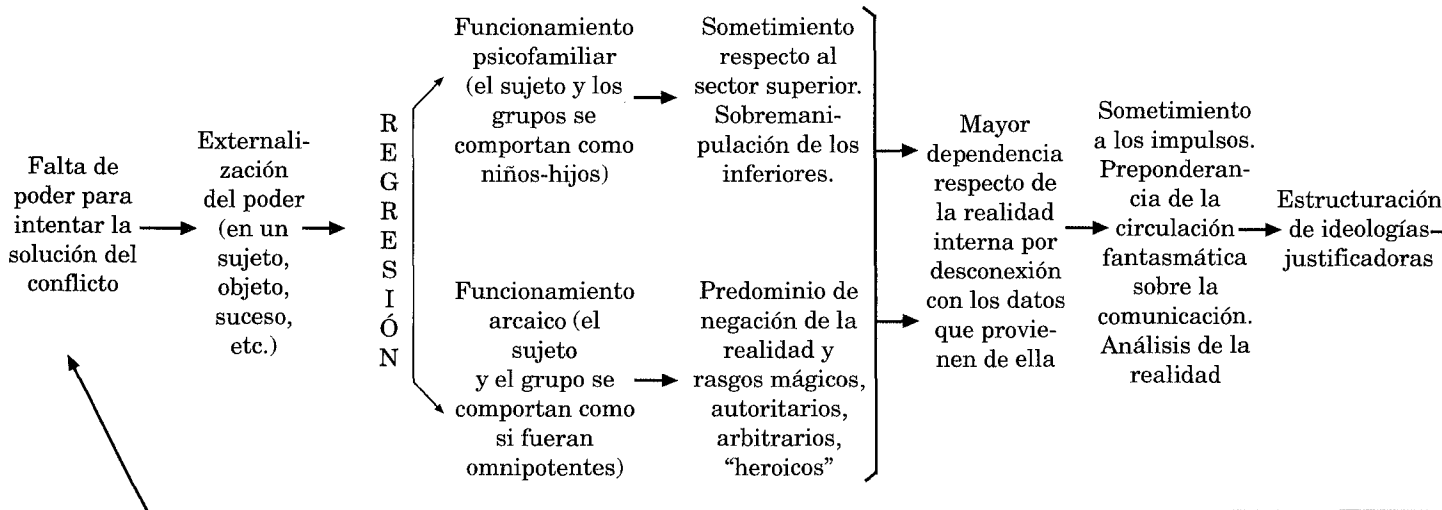 Falta de
poder para
intentar la
solución del
conflicto
Externali-
zación
del poder
(en un
sujeto,
objeto,
suceso,
etc.)
R
E
G
R
E
S
I
Ó
N
Funcionamiento
psicofamiliar
(el sujeto y los
grupos se
comportan como
niños-hijos)
Sometimiento
respecto al
sector superior.
Sobremani-
pulación de los
inferiores.
Funcionamiento
arcaico (el
sujeto
y el grupo se
comportan como
si fueran
omnipotentes)
Predominio de
negación de la
realidad y
rasgos mágicos,
autoritarios,
arbitrarios,
“heroicos”
Mayor
dependencia
respecto de
la realidad
interna por
desconexión
con los datos
que provie-
nen de ella
Sometimiento
a los impulsos.
Preponderan-
cia de la
circulación
fantasmática
sobre la
comunicación.
Análisis de la
realidad
Estructuración
de ideologías–
justificadoras